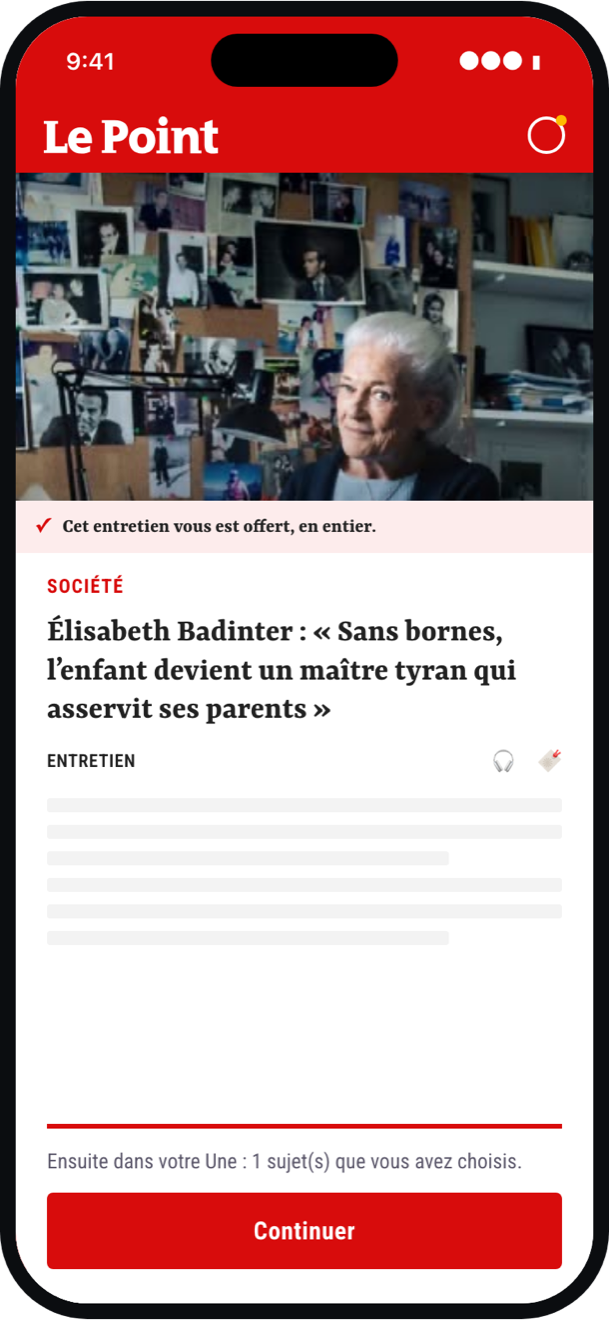 9:41
Le Point
Cet entretien vous est offert, en entier.
SOCIÉTÉ
Élisabeth Badinter : « Sans bornes,
l’enfant devient un maître tyran qui
asservit ses parents »
ENTRETIEN
Ensuite dans votre Une : 1 sujet(s) que vous avez choisis.
Continuer